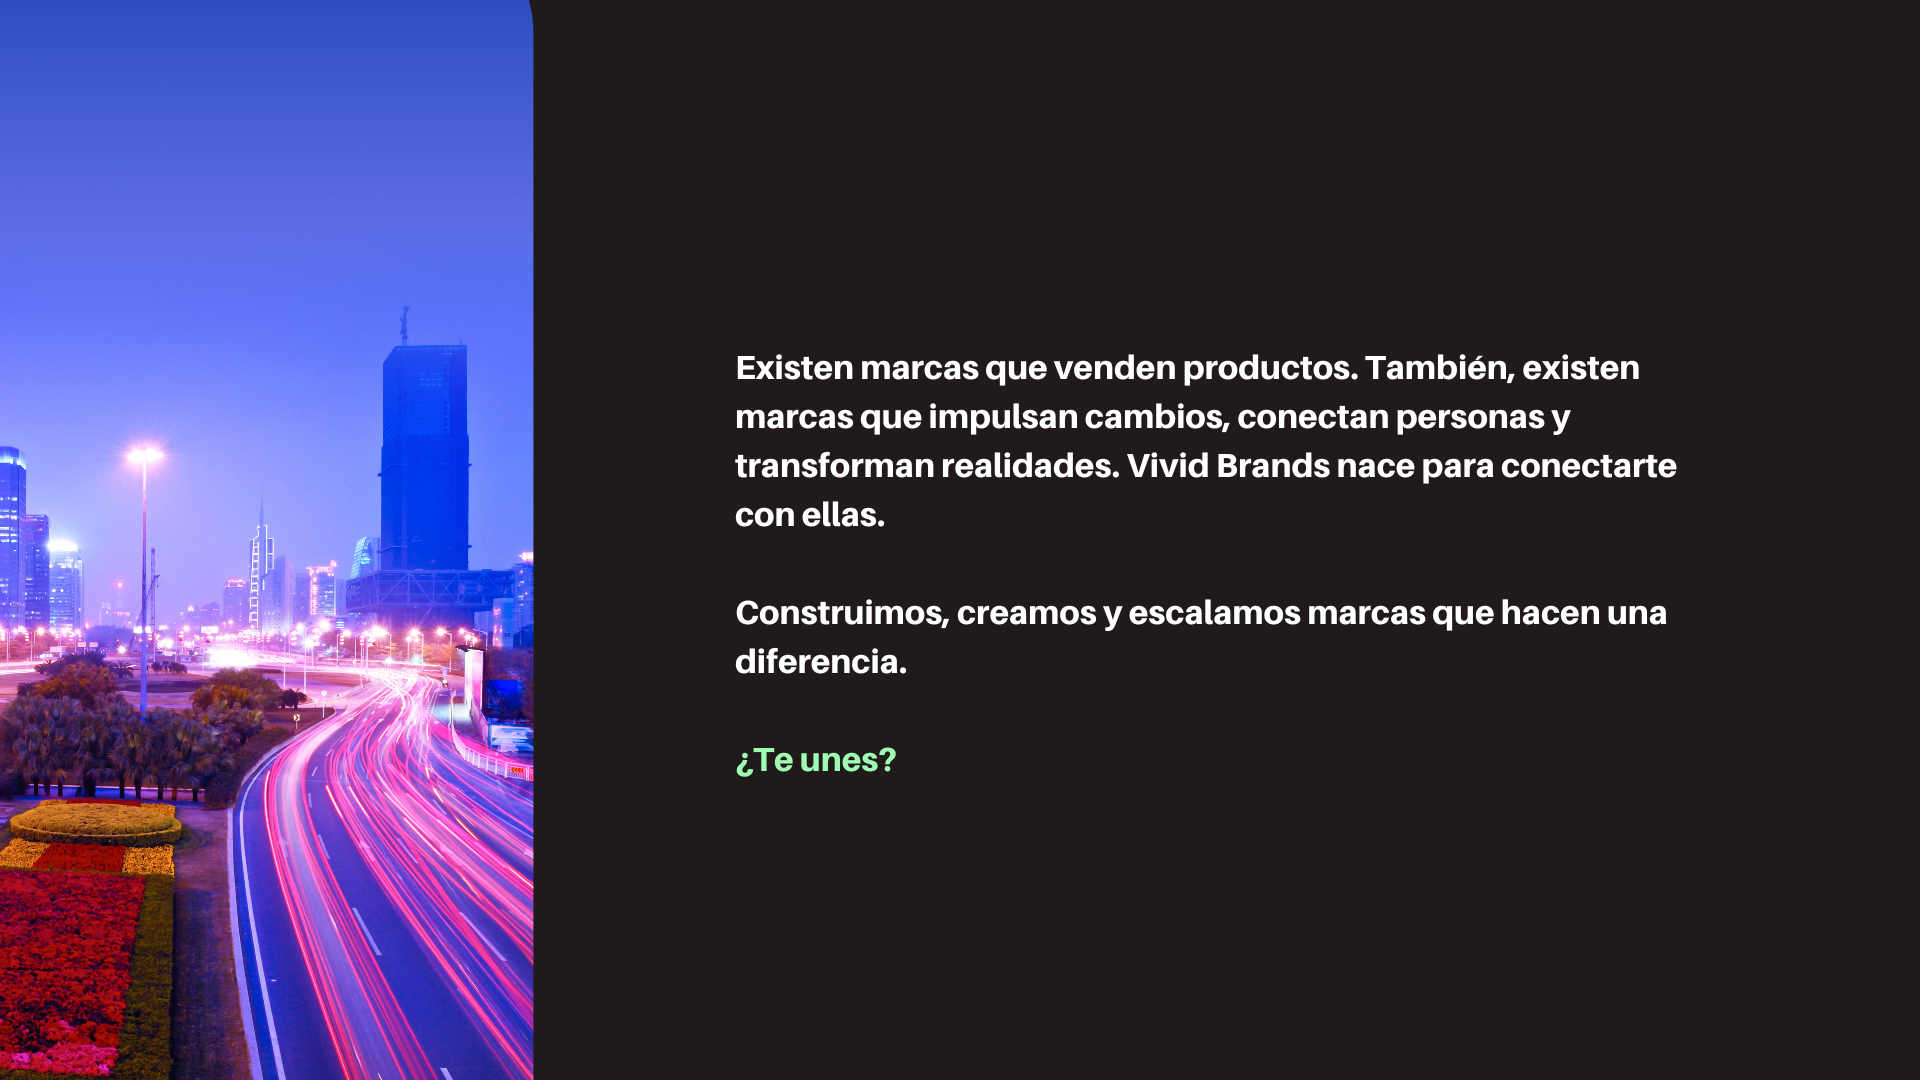 Existen marcas que venden productos. También, existen
marcas que impulsan cambios, conectan personas y
transforman realidades. Vivid Brands nace para conectarte
con ellas.
Construimos, creamos y escalamos marcas que hacen una
diferencia.
¿Te unes?